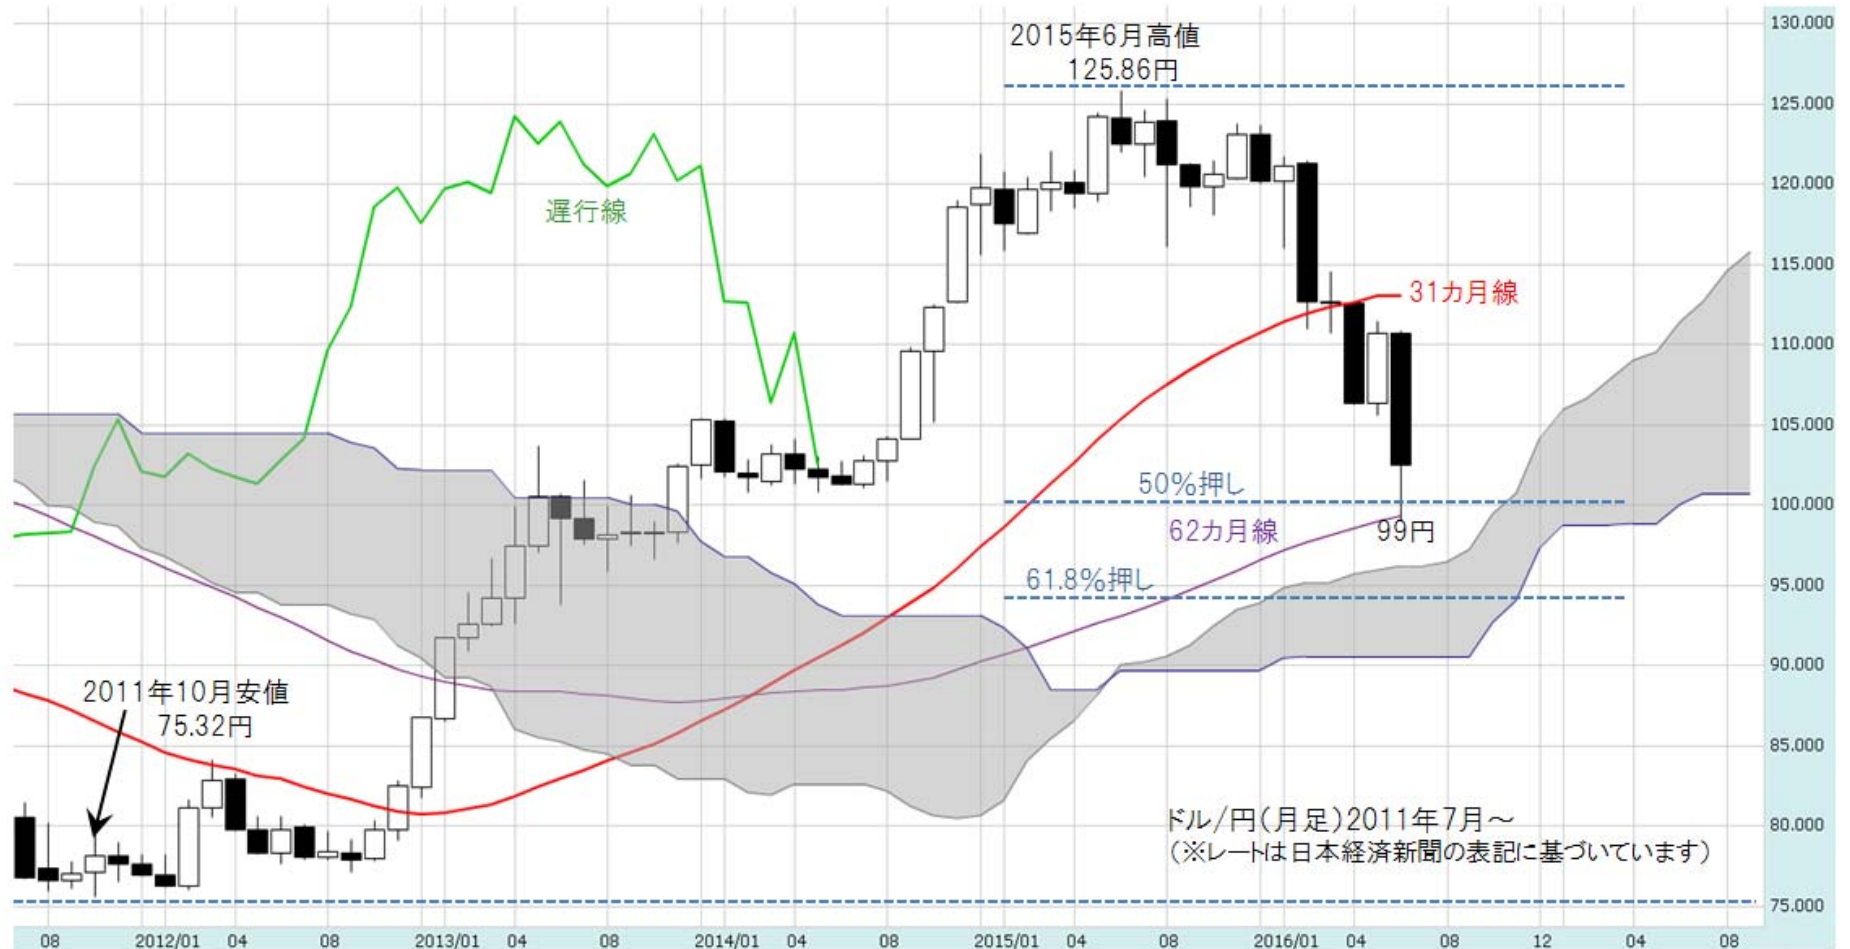 2015年6月高値
125.86円
遅行線
31カ月線
50%押し
62カ月線
99円
61.8%押し
2011年10月安値
75.32円
ドル/円(月足)2011年7月～
(※レートは日本経済新聞の表記に基づいています)
130.000
125.000
120.000
115.000
110.000
105.000
100.000
95.000
90.000
85.000
80.000
75.000
08 2012/01 04 08 2013/01 04 08 2014/01 04 08 2015/01 04 08 2016/01 04 08 12 04 08